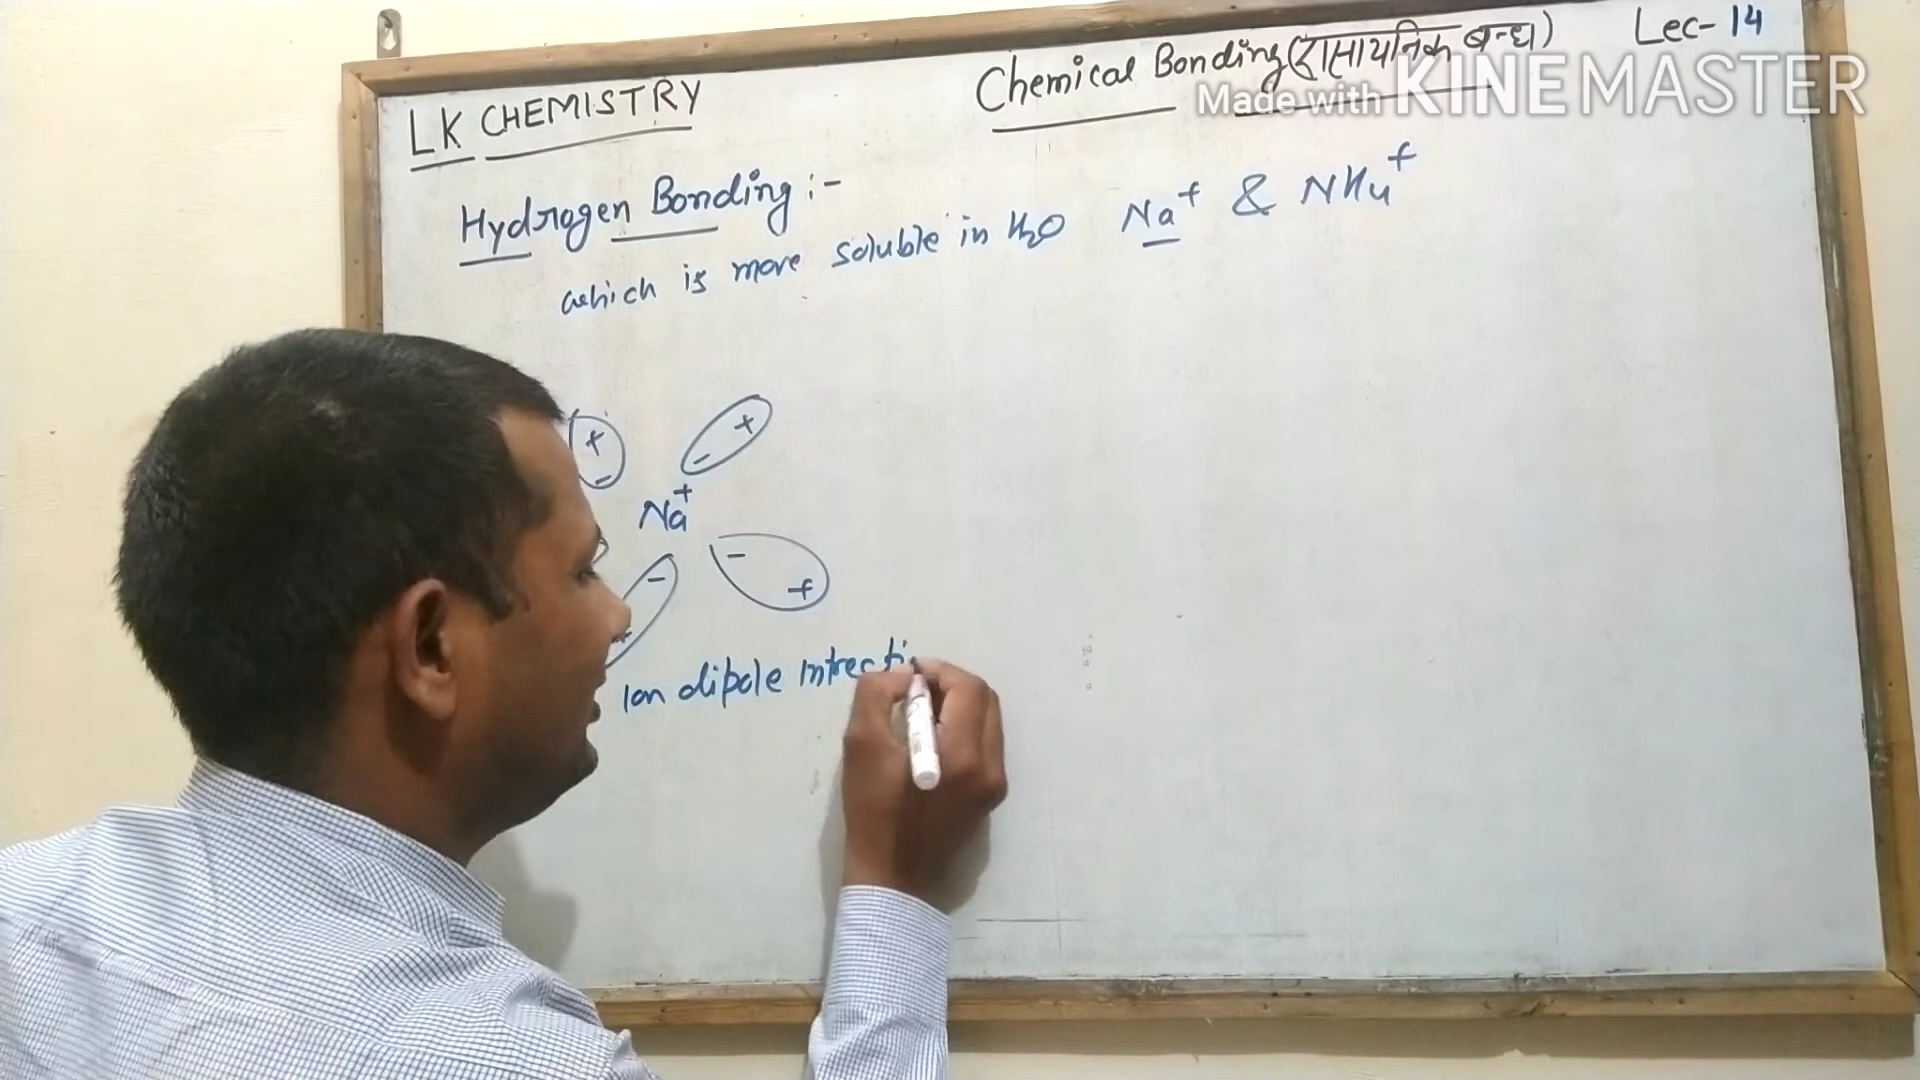 LK CHEMISTRY
Chemical Bonding (रासायनिक बन्ध)
Lec- 14
Made with KINEMASTER
Hydrogen Bonding :-
which is more soluble in H₂O Na⁺ & NH₄⁺
+ -
- +
Na⁺
- +
- +
Ion dipole intrecti